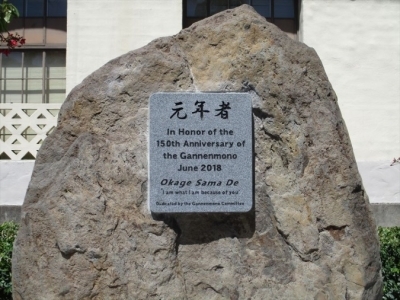 元年者
In Honor of the
150th Anniversary of
the Gannenmono
June 2018
Okage Sama De
"I am what I am because of you"
Dedicated by the Gannenmono Committee